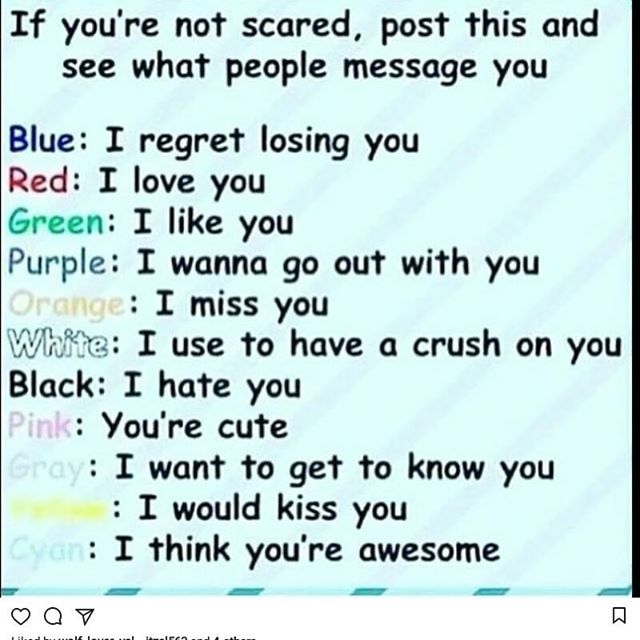 If you're not scared, post this and
see what people message you
Blue: I regret losing you
Red: I love you
Green: I like you
Purple: I wanna go out with you
Orange: I miss you
White: I use to have a crush on you
Black: I hate you
Pink: You're cute
Gray: I want to get to know you
: I would kiss you
Cyan: I think you're awesome